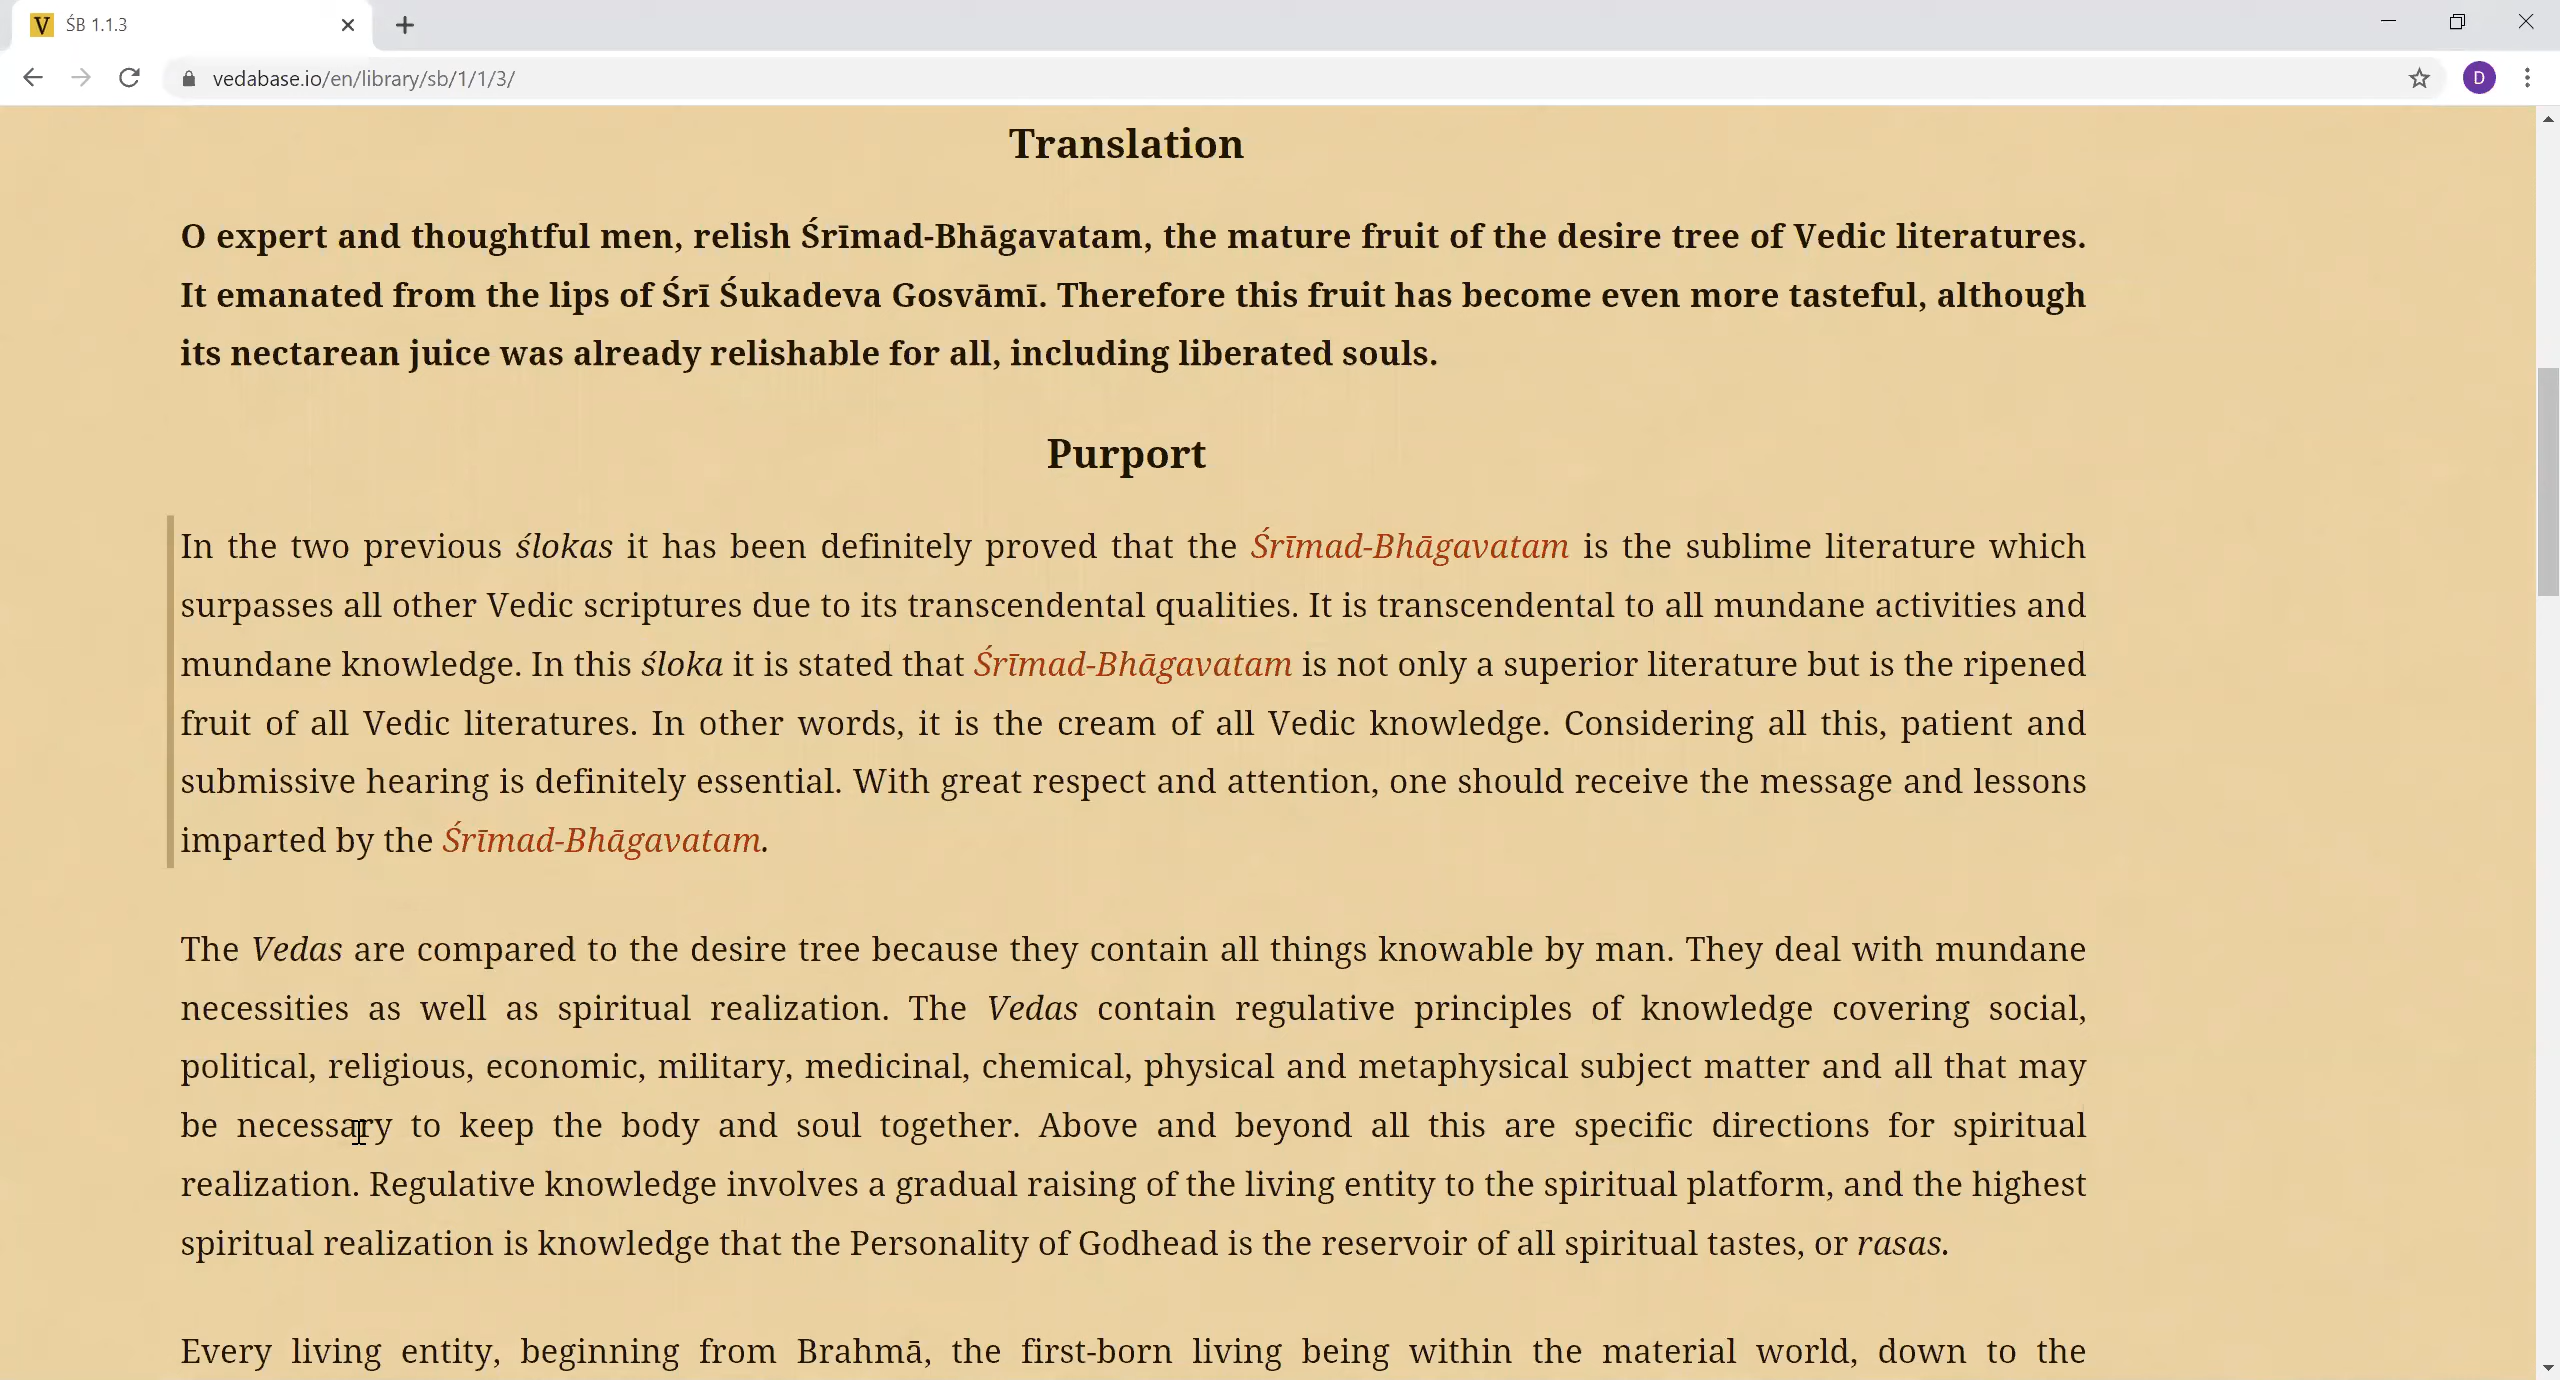 ŚB 1.1.3
vedabase.io/en/library/sb/1/1/3/
D
Translation
O expert and thoughtful men, relish Śrīmad-Bhāgavatam, the mature fruit of the desire tree of Vedic literatures.
It emanated from the lips of Śrī Śukadeva Gosvāmī. Therefore this fruit has become even more tasteful, although
its nectarean juice was already relishable for all, including liberated souls.
Purport
In the two previous ślokas it has been definitely proved that the Śrīmad-Bhāgavatam is the sublime literature which
surpasses all other Vedic scriptures due to its transcendental qualities. It is transcendental to all mundane activities and
mundane knowledge. In this śloka it is stated that Śrīmad-Bhāgavatam is not only a superior literature but is the ripened
fruit of all Vedic literatures. In other words, it is the cream of all Vedic knowledge. Considering all this, patient and
submissive hearing is definitely essential. With great respect and attention, one should receive the message and lessons
imparted by the Śrīmad-Bhāgavatam.
The Vedas are compared to the desire tree because they contain all things knowable by man. They deal with mundane
necessities as well as spiritual realization. The Vedas contain regulative principles of knowledge covering social,
political, religious, economic, military, medicinal, chemical, physical and metaphysical subject matter and all that may
be necessary to keep the body and soul together. Above and beyond all this are specific directions for spiritual
realization. Regulative knowledge involves a gradual raising of the living entity to the spiritual platform, and the highest
spiritual realization is knowledge that the Personality of Godhead is the reservoir of all spiritual tastes, or rasas.
Every living entity, beginning from Brahmā, the first-born living being within the material world, down to the